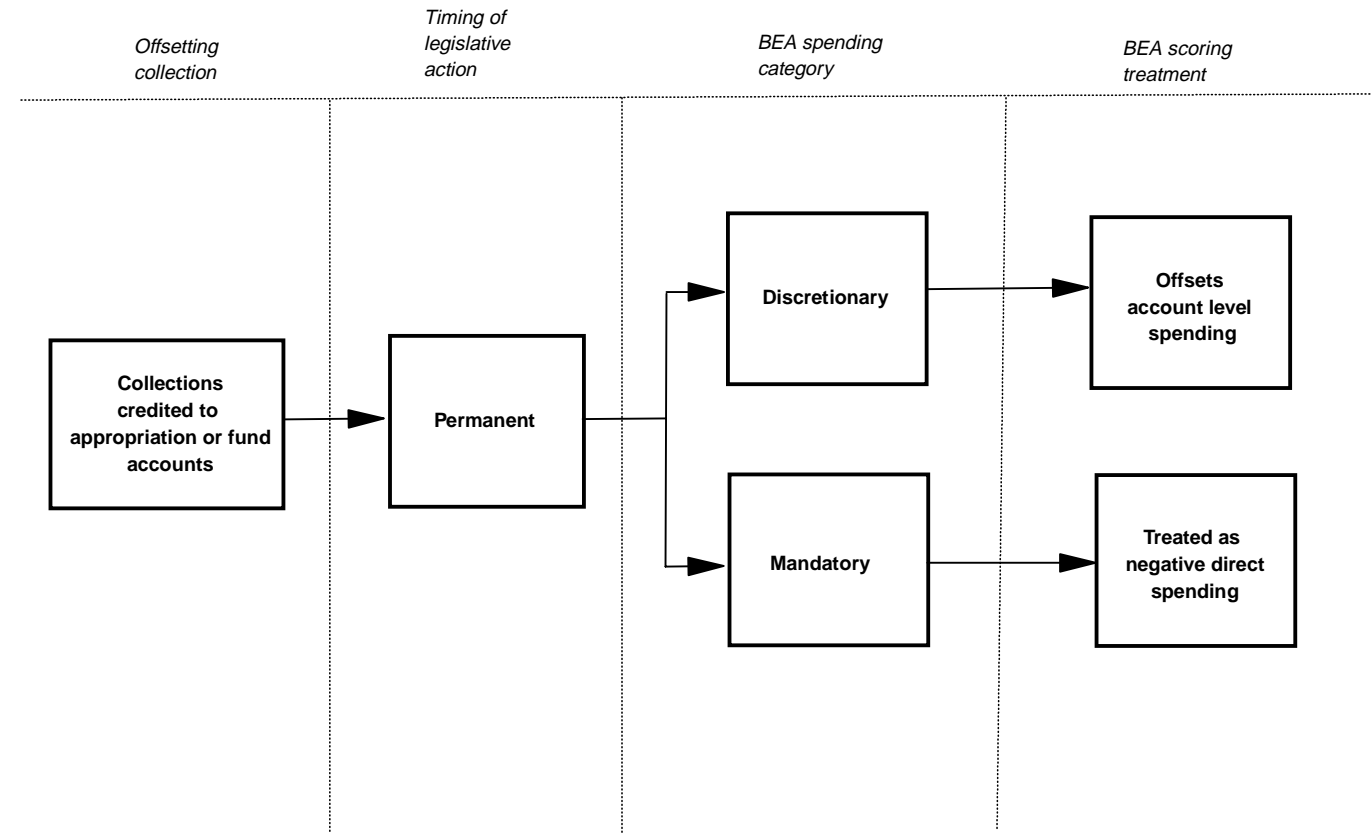 Offsetting
collection
Timing of
legislative
action
BEA spending
category
BEA scoring
treatment
Collections
credited to
appropriation or fund
accounts
Permanent
Discretionary
Mandatory
Offsets
account level
spending
Treated as
negative direct
spending